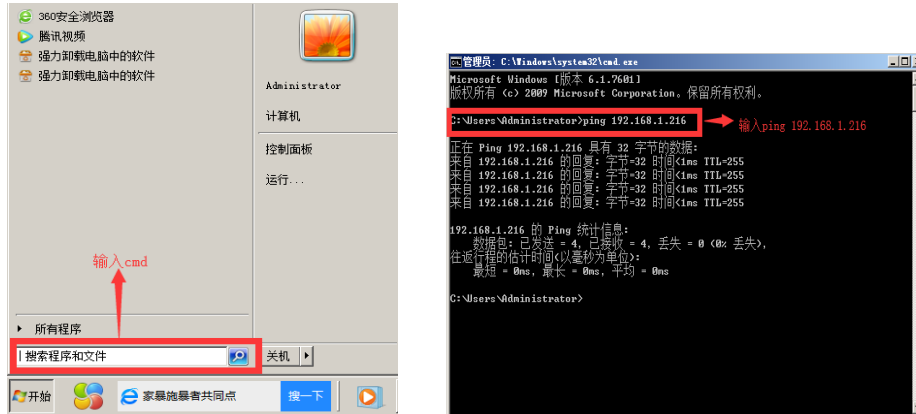 360安全浏览器
腾讯视频
强力卸载电脑中的软件
强力卸载电脑中的软件
Administrator
计算机
控制面板
运行...
输入cmd
所有程序
搜索程序和文件
关机
开始
家暴施暴者共同点
搜一下
管理员: C:\Windows\system32\cmd.exe
Microsoft Windows [版本 6.1.7601]
版权所有 (c) 2009 Microsoft Corporation。保留所有权利。
C:\Users\Administrator>ping 192.168.1.216
输入ping 192.168.1.216
正在 Ping 192.168.1.216 具有 32 字节的数据:
来自 192.168.1.216 的回复: 字节=32 时间<1ms TTL=255
来自 192.168.1.216 的回复: 字节=32 时间<1ms TTL=255
来自 192.168.1.216 的回复: 字节=32 时间<1ms TTL=255
来自 192.168.1.216 的回复: 字节=32 时间<1ms TTL=255
192.168.1.216 的 Ping 统计信息:
数据包: 已发送 = 4, 已接收 = 4, 丢失 = 0 (0% 丢失),
往返行程的估计时间(以毫秒为单位):
最短 = 0ms, 最长 = 0ms, 平均 = 0ms
C:\Users\Administrator>